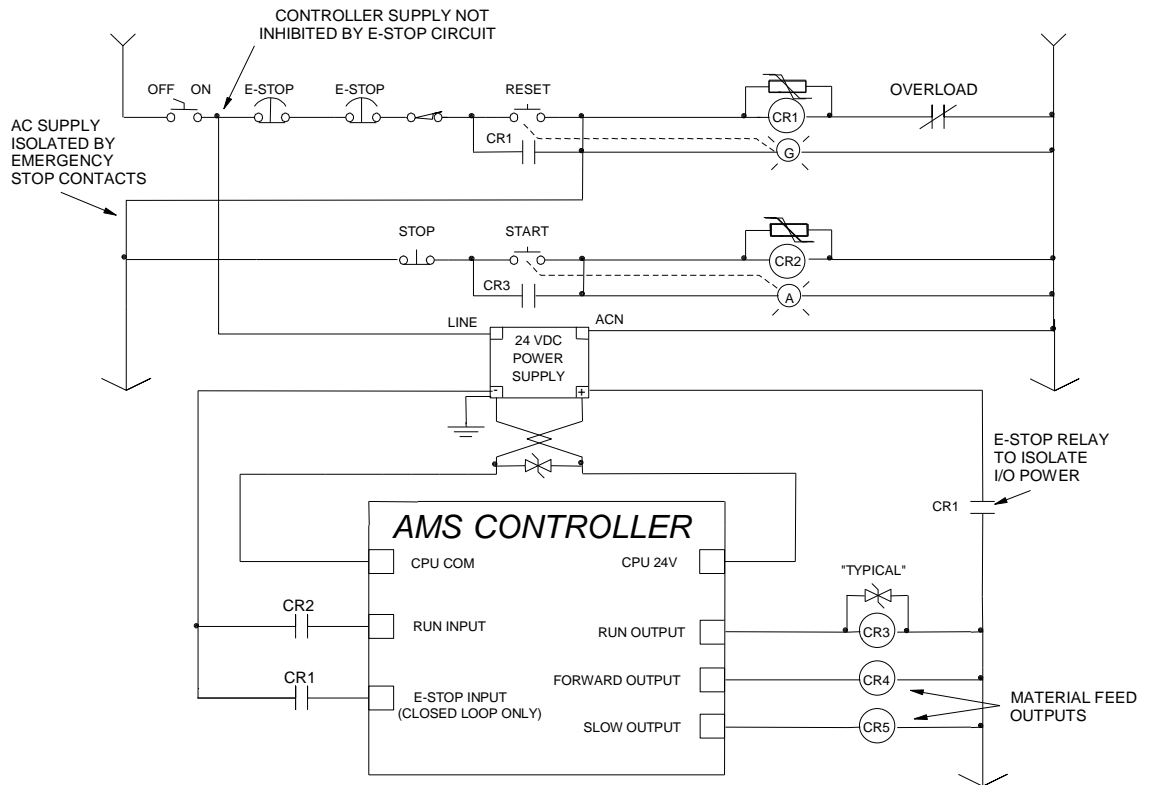 CONTROLLER SUPPLY NOT
INHIBITED BY E-STOP CIRCUIT
OFF ON
E-STOP
E-STOP
RESET
CR1
OVERLOAD
AC SUPPLY
ISOLATED BY
EMERGENCY
STOP CONTACTS
CR1
G
STOP
START
CR2
CR3
A
LINE
ACN
24 VDC
POWER
SUPPLY
-
+
E-STOP RELAY
TO ISOLATE
I/O POWER
CR1
AMS CONTROLLER
CPU COM
CPU 24V
"TYPICAL"
CR2
RUN INPUT
RUN OUTPUT
CR3
CR1
E-STOP INPUT
(CLOSED LOOP ONLY)
FORWARD OUTPUT
CR4
SLOW OUTPUT
CR5
MATERIAL FEED
OUTPUTS